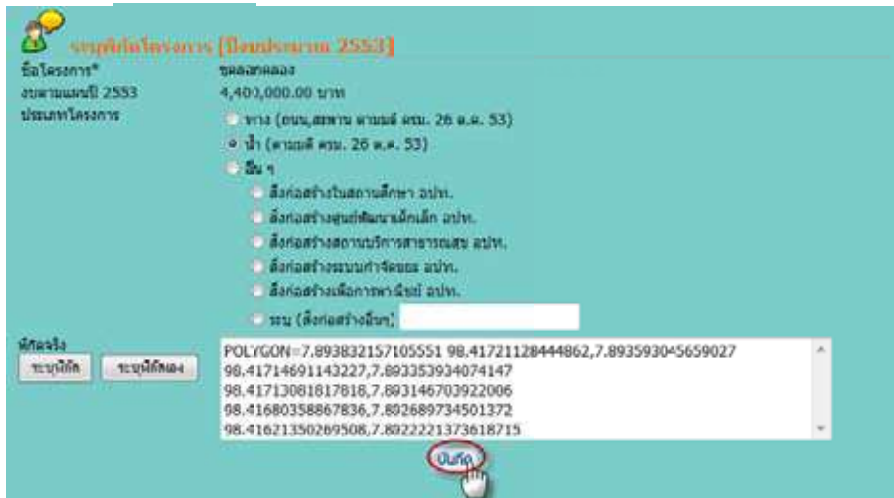 ระบุพิกัดโครงการ [ปีงบประมาณ 2553]
ชื่อโครงการ* ขุดลอกคลอง
งบตามแผนปี 2553 4,400,000.00 บาท
ประเภทโครงการ ทาง (ถนน,สะพาน ตามมติ ครม. 26 ต.ค. 53)
น้ำ (ตามมติ ครม. 26 ต.ค. 53)
อื่น ๆ
สิ่งก่อสร้างในสถานศึกษา อปท.
สิ่งก่อสร้างศูนย์พัฒนาเด็กเล็ก อปท.
สิ่งก่อสร้างสถานบริการสาธารณสุข อปท.
สิ่งก่อสร้างระบบกำจัดขยะ อปท.
สิ่งก่อสร้างเพื่อการพาณิชย์ อปท.
ระบุ (สิ่งก่อสร้างอื่นๆ)
พิกัดจริง
ระบุพิกัด ระบุพิกัดเอง
POLYGON=7.893832157105551 98.41721128444862,7.893593045659027
98.41714691143227,7.893353934074147
98.41713081817818,7.893146703922006
98.41680358867836,7.892689734501372
98.41621350269508,7.8922221373618715
บันทึก